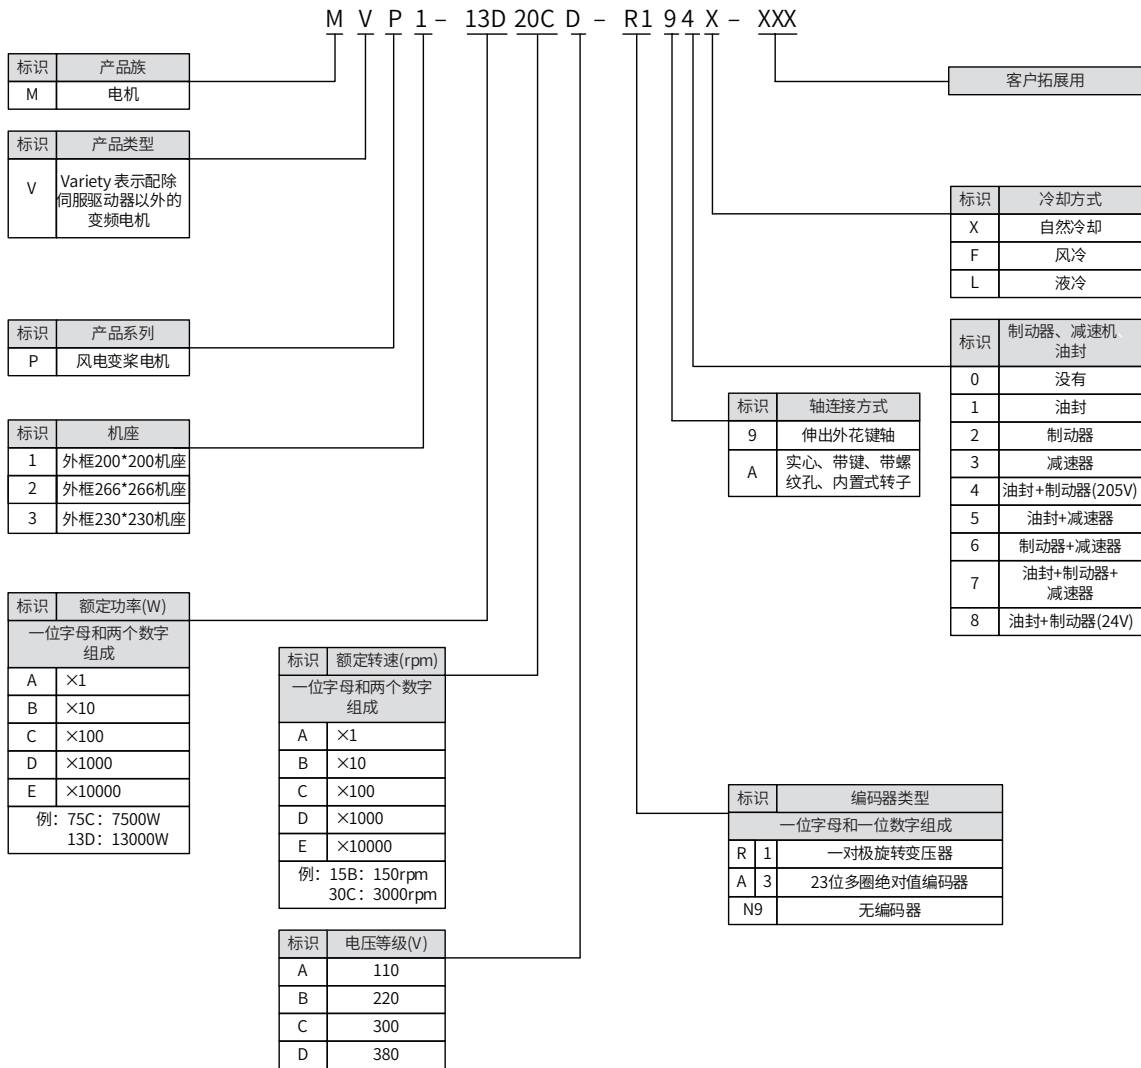 M V P 1 – 13D 20C D – R1 9 4 X – XXX
标识 产品族
M 电机
标识 产品类型
V Variety 表示配除
伺服驱动器以外的
变频电机
标识 产品系列
P 风电变桨电机
标识 机座
1 外框200*200机座
2 外框266*266机座
3 外框230*230机座
标识 额定功率(W)
一位字母和两个数字
组成
A ×1
B ×10
C ×100
D ×1000
E ×10000
例：75C：7500W
13D：13000W
标识 额定转速(rpm)
一位字母和两个数字
组成
A ×1
B ×10
C ×100
D ×1000
E ×10000
例：15B：150rpm
30C：3000rpm
标识 电压等级(V)
A 110
B 220
C 300
D 380
客户拓展用
标识 冷却方式
X 自然冷却
F 风冷
L 液冷
标识 制动器、减速机、
油封
0 没有
1 油封
2 制动器
3 减速器
4 油封+制动器(205V)
5 油封+减速器
6 制动器+减速器
7 油封+制动器+
减速器
8 油封+制动器(24V)
标识 轴连接方式
9 伸出外花键轴
A 实心、带键、带螺
纹孔、内置式转子
标识 编码器类型
一位字母和一位数字组成
R 1 一对极旋转变压器
A 3 23位多圈绝对值编码器
N9 无编码器